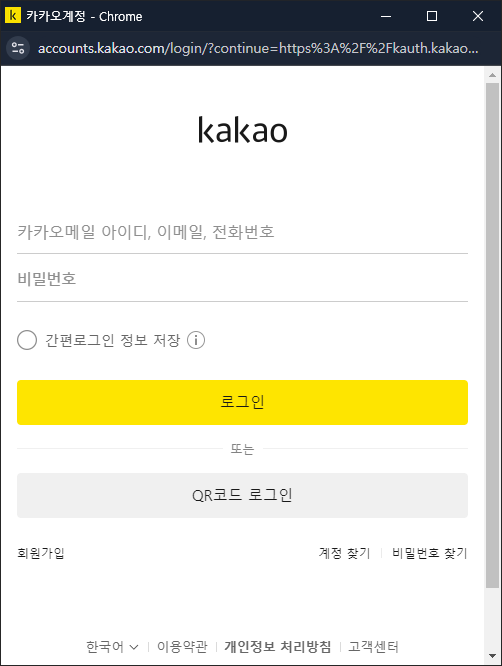 카카오계정 - Chrome
accounts.kakao.com/login/?continue=https%3A%2F%2Fkauth.kakao...
kakao
카카오메일 아이디, 이메일, 전화번호
비밀번호
간편로그인 정보 저장
로그인
또는
QR코드 로그인
회원가입 계정 찾기 비밀번호 찾기
한국어 이용약관 개인정보 처리방침 고객센터